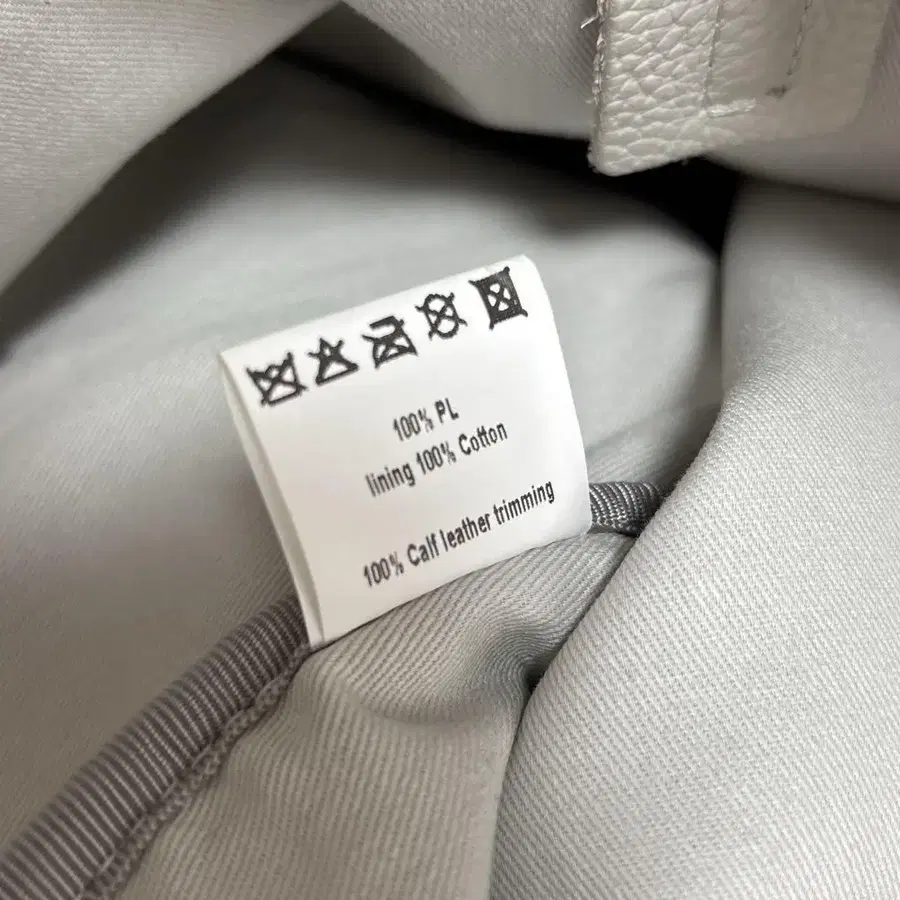 100% PL
lining 100% Cotton
100% Calf leather trimming